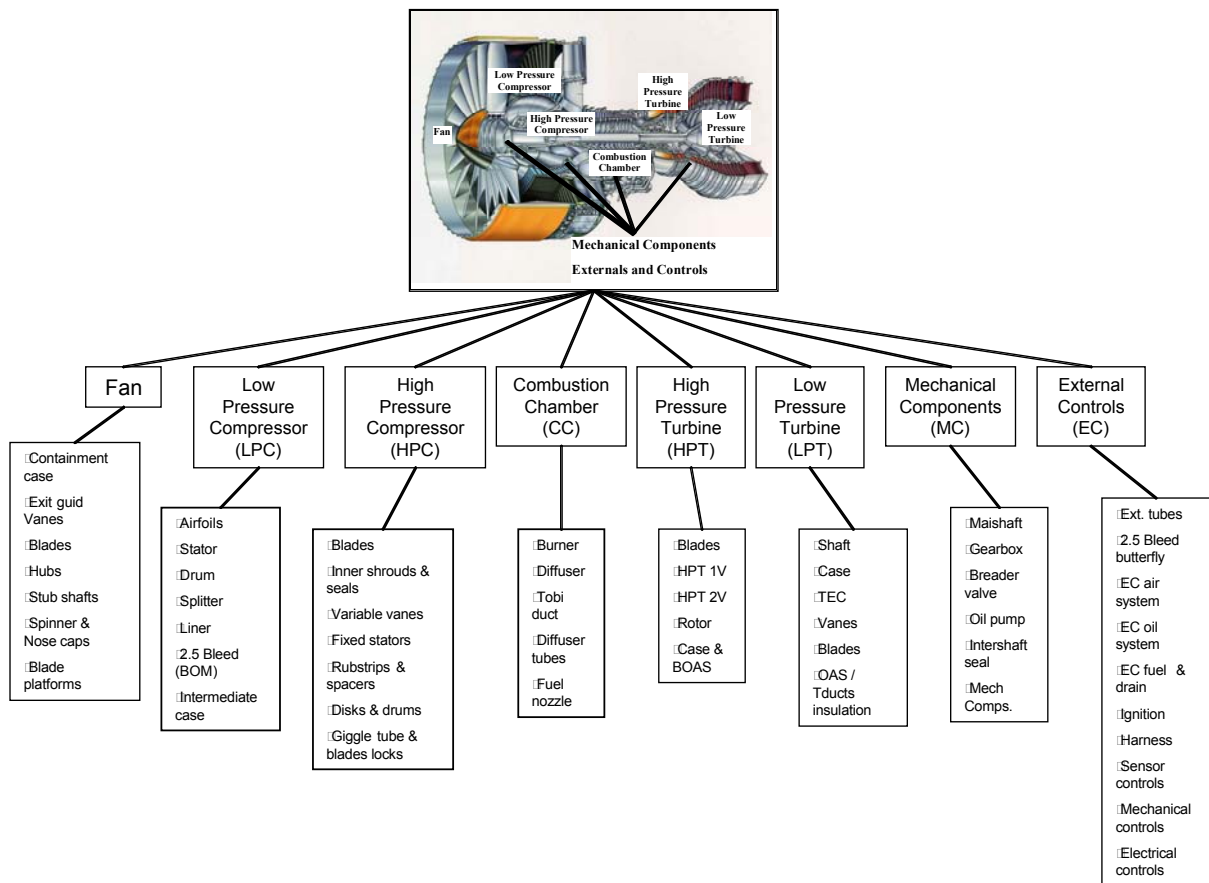 Low Pressure
Compressor
High
Pressure
Turbine
Fan
High Pressure
Compressor
Low
Pressure
Turbine
Combustion
Chamber
Mechanical Components
Externals and Controls
Fan
Containment
case
Exit guid
Vanes
Blades
Hubs
Stub shafts
Spinner &
Nose caps
Blade
platforms
Low
Pressure
Compressor
(LPC)
Airfoils
Stator
Drum
Splitter
Liner
2.5 Bleed
(BOM)
Intermediate
case
High
Pressure
Compressor
(HPC)
Blades
Inner shrouds &
seals
Variable vanes
Fixed stators
Rubstrips &
spacers
Disks & drums
Giggle tube &
blades locks
Combustion
Chamber
(CC)
Burner
Diffuser
Tobi
duct
Diffuser
tubes
Fuel
nozzle
High
Pressure
Turbine
(HPT)
Blades
HPT 1V
HPT 2V
Rotor
Case &
BOAS
Low
Pressure
Turbine
(LPT)
Shaft
Case
TEC
Vanes
Blades
OAS /
Tducts
insulation
Mechanical
Components
(MC)
Maishaft
Gearbox
Breader
valve
Oil pump
Intershaft
seal
Mech
Comps.
External
Controls
(EC)
Ext. tubes
2.5 Bleed
butterfly
EC air
system
EC oil
system
EC fuel &
drain
Ignition
Harness
Sensor
controls
Mechanical
controls
Electrical
controls